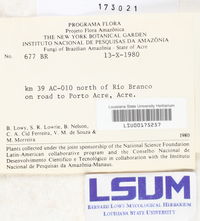 173021
PROGRAMA FLORA
Projeto Flora Amazônica
THE NEW YORK BOTANICAL GARDEN
INSTITUTO NACIONAL DE PESQUISAS DA AMAZÔNIA
Fungi of Brazilian Amazonia · State of Acre
No. 677 BR 13-X-1980
km 39 AC-010 north of Rio Branco
on road to Porto Acre, Acre.
Louisiana State University Herbarium
LSU00175257
B. Lowy, S. R. Lowrie, B. Nelson,
C. A. Cid Ferreira, V. M. de Souza &
M. Moreira 1980
Plants collected under the joint sponsorship of the National Science Foundation
Latin-American collaborative program and the Conselho Nacional de
Desenvolvimento Científico e Tecnológico in collaboration with the Instituto
Nacional de Pesquisas da Amazônia-Manaus.
LSUM
BERNARD LOWY MYCOLOGICAL HERBARIUM
LOUISIANA STATE UNIVERSITY